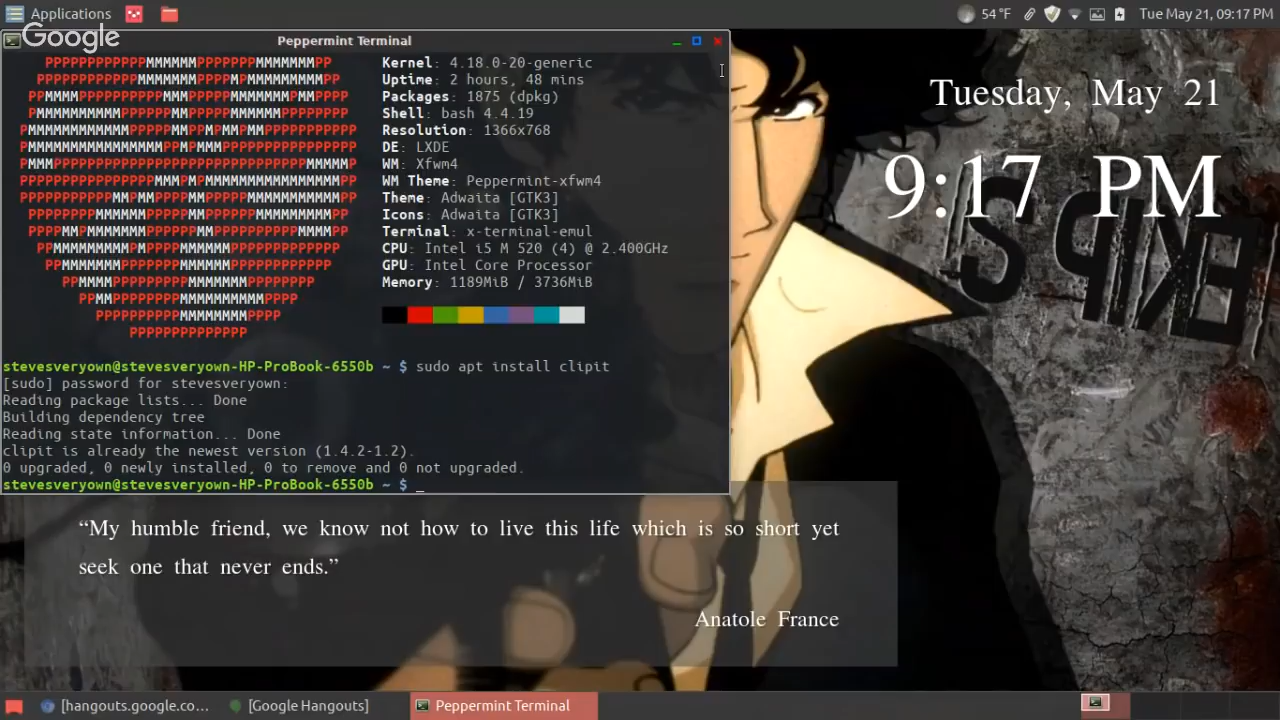 Applications
54 °F
Tue May 21, 09:17 PM
Google
Peppermint Terminal
PPPPPPPPPPPPMMMMMMPPPPPPPMMMMMMMPP
Kernel: 4.18.0-20-generic
Uptime: 2 hours, 48 mins
Packages: 1875 (dpkg)
Shell: bash 4.4.19
Resolution: 1366x768
DE: LXDE
WM: Xfwm4
WM Theme: Peppermint-xfwm4
Theme: Adwaita [GTK3]
Icons: Adwaita [GTK3]
Terminal: x-terminal-emul
CPU: Intel i5 M 520 (4) @ 2.400GHz
GPU: Intel Core Processor
Memory: 1189MiB / 3736MiB
PPPPPPPPPPPPPP
stevesveryown@stevesveryown-HP-ProBook-6550b ~ $ sudo apt install clipit
[sudo] password for stevesveryown:
Reading package lists... Done
Building dependency tree
Reading state information... Done
clipit is already the newest version (1.4.2-1.2).
0 upgraded, 0 newly installed, 0 to remove and 0 not upgraded.
stevesveryown@stevesveryown-HP-ProBook-6550b ~ $ _
Tuesday, May 21
9:17 PM
“My humble friend, we know not how to live this life which is so short yet
seek one that never ends.”
Anatole France
[hangouts.google.co...
[Google Hangouts]
Peppermint Terminal